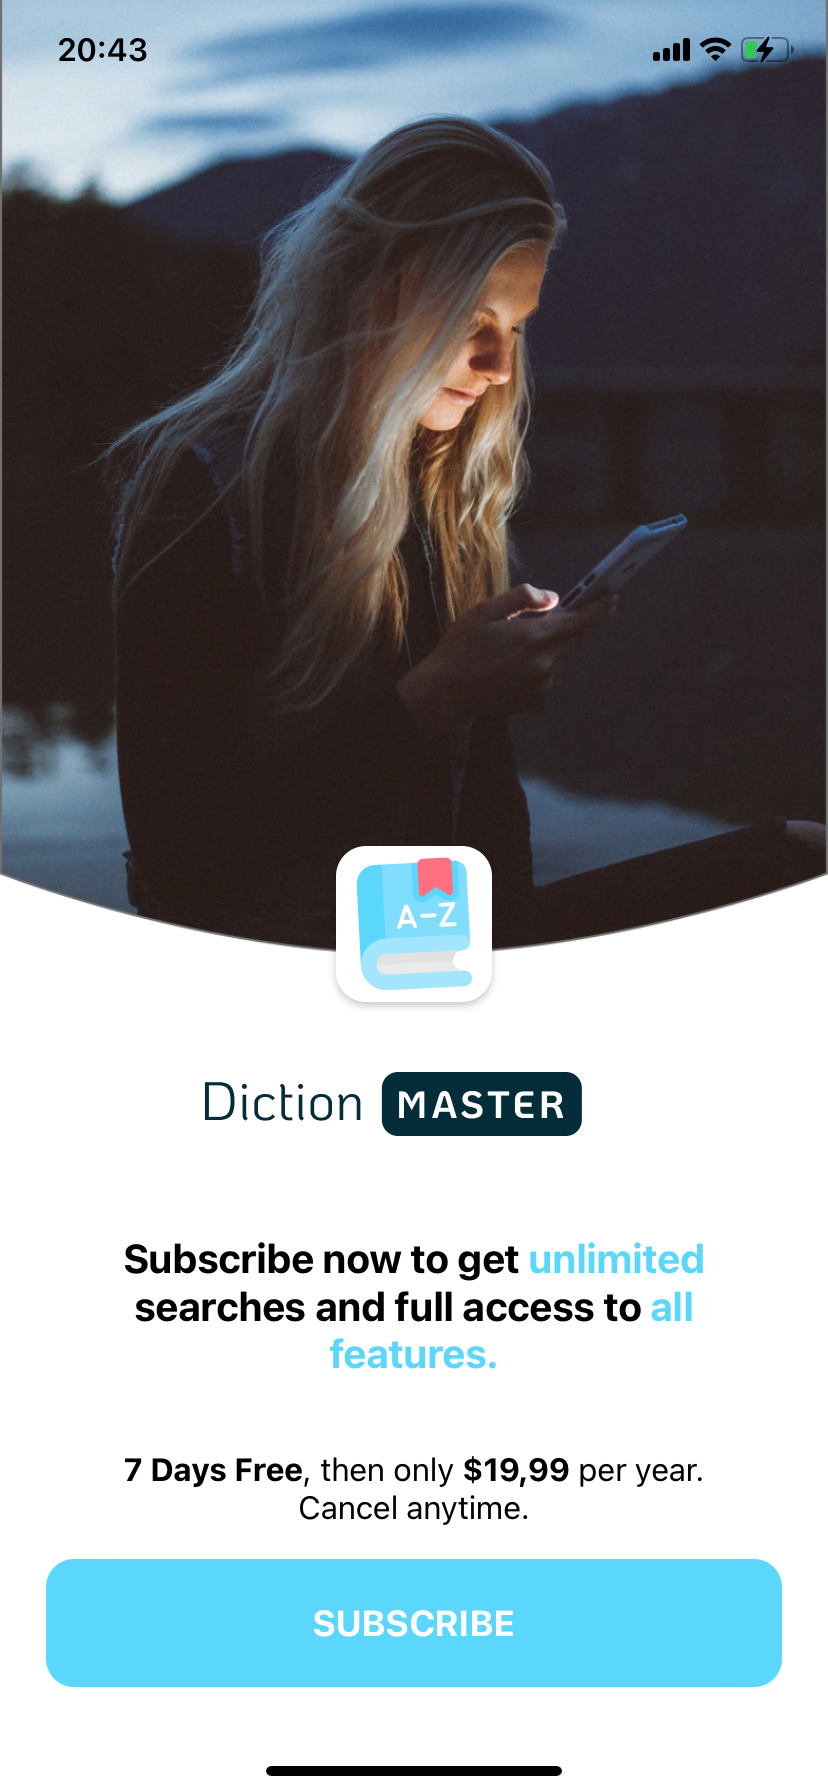 20:43
A-Z
Diction MASTER
Subscribe now to get unlimited
searches and full access to all
features.
7 Days Free, then only $19,99 per year.
Cancel anytime.
SUBSCRIBE